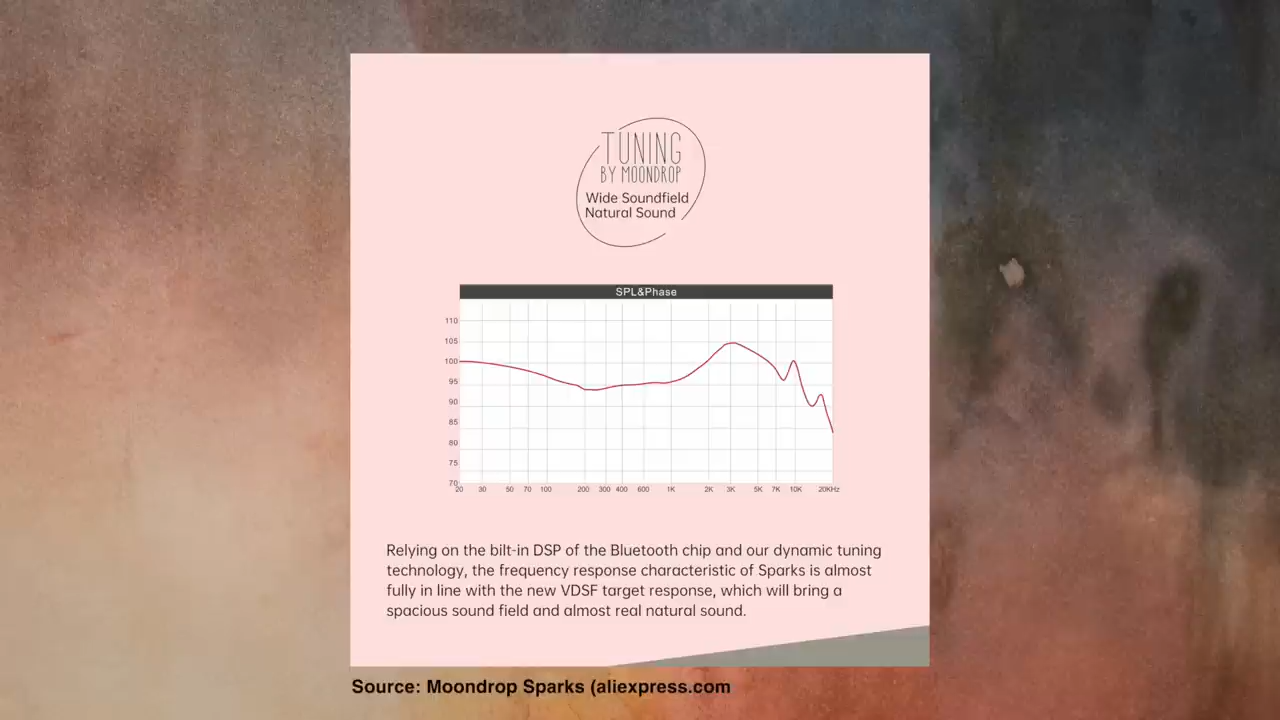 TUNING
BY MOONDROP
Wide Soundfield
Natural Sound
SPL&Phase
110
105
100
95
90
85
80
75
70
20 30 50 70 100 200 300 400 600 1K 2K 3K 5K 7K 10K 20KHz
Relying on the bilt-in DSP of the Bluetooth chip and our dynamic tuning
technology, the frequency response characteristic of Sparks is almost
fully in line with the new VDSF target response, which will bring a
spacious sound field and almost real natural sound.
Source: Moondrop Sparks (aliexpress.com